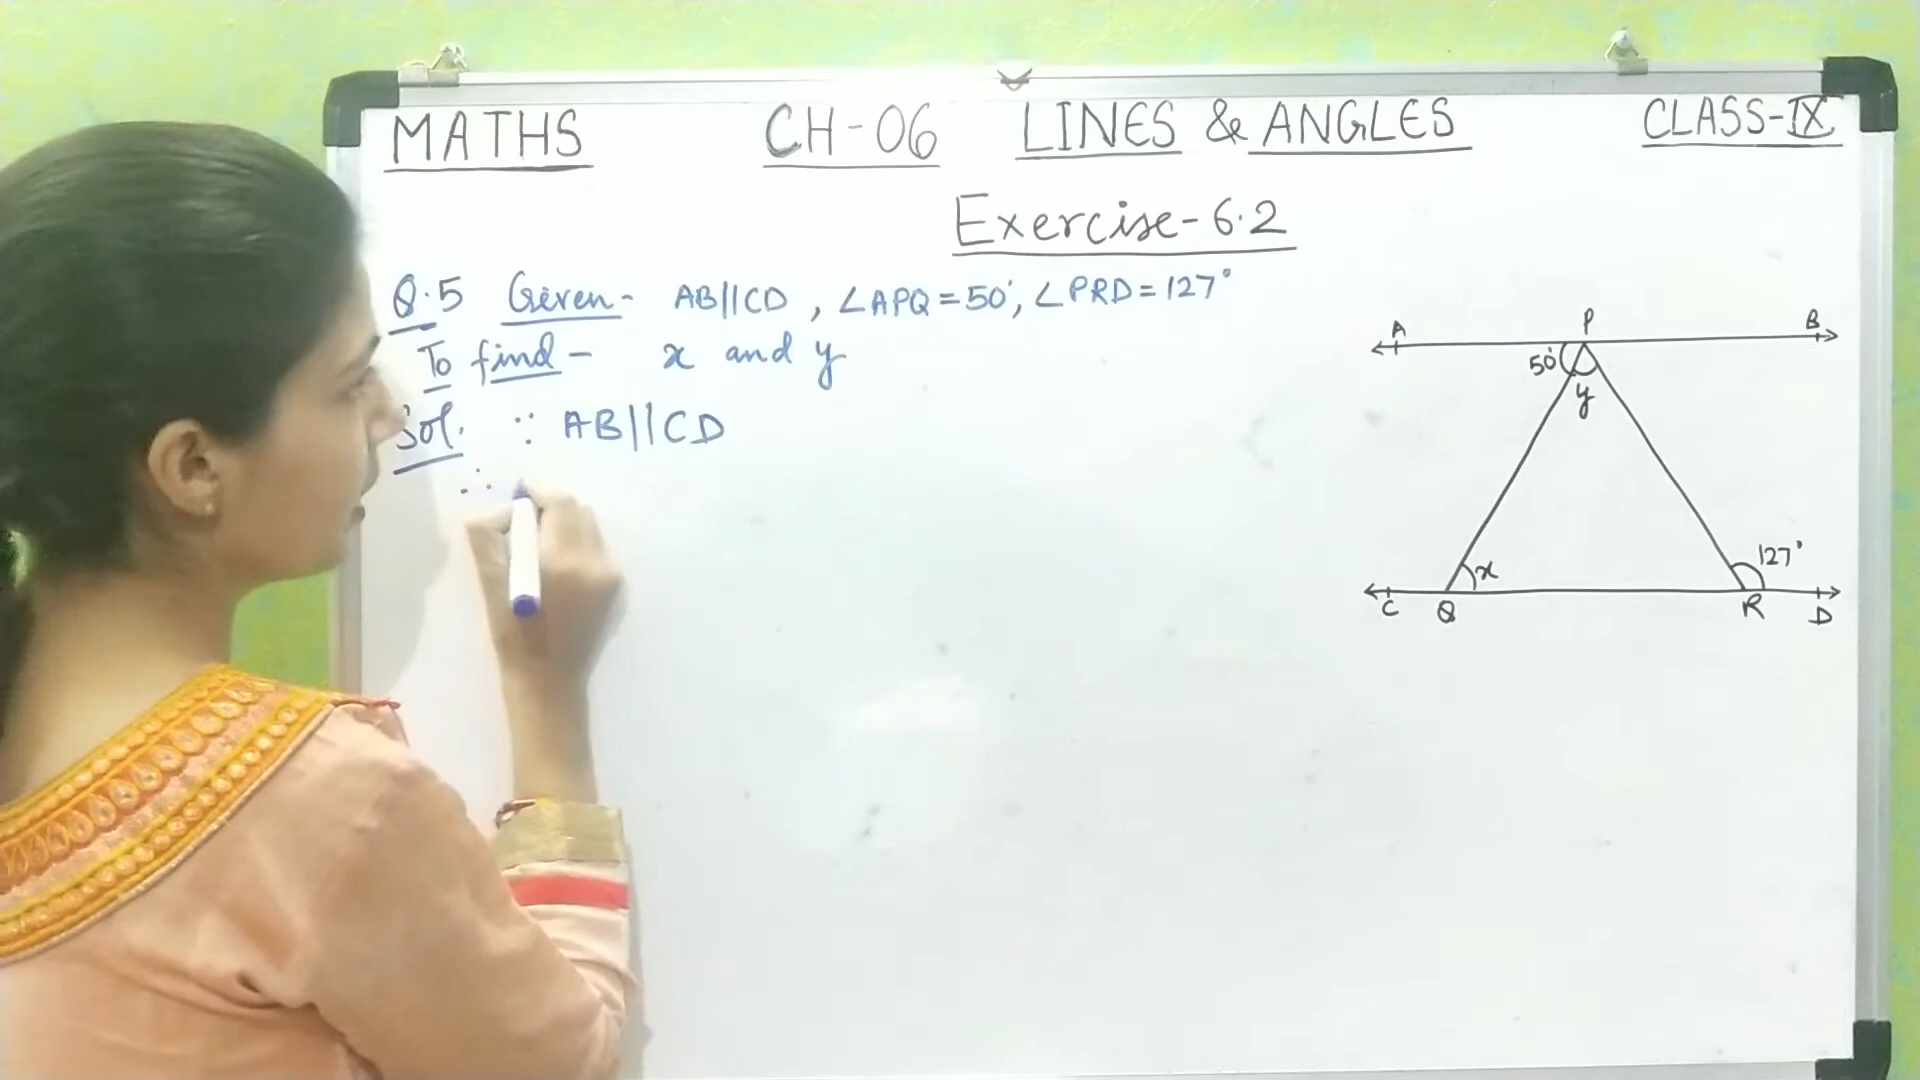 MATHS CH-06 LINES & ANGLES CLASS-IX
Exercise-6.2
Q.5 Given- AB||CD, ∠APQ=50°, ∠PRD=127°
To find- x and y
Sol. ∵ AB||CD
∴
A P B
50°
y
x
127°
C Q R D